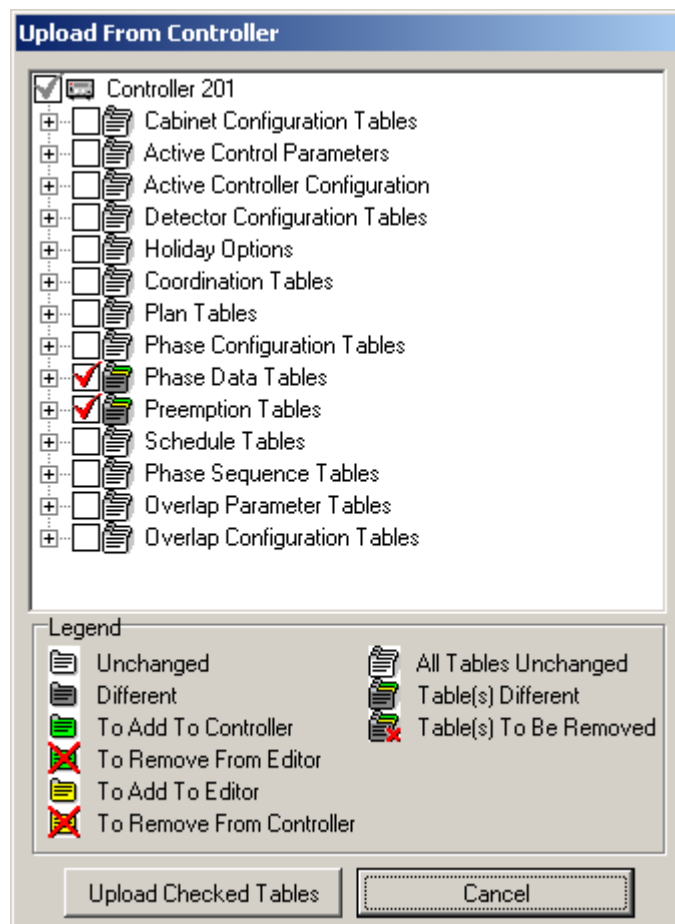 Upload From Controller
Controller 201
Cabinet Configuration Tables
Active Control Parameters
Active Controller Configuration
Detector Configuration Tables
Holiday Options
Coordination Tables
Plan Tables
Phase Configuration Tables
Phase Data Tables
Preemption Tables
Schedule Tables
Phase Sequence Tables
Overlap Parameter Tables
Overlap Configuration Tables
Legend
Unchanged
Different
To Add To Controller
To Remove From Editor
To Add To Editor
To Remove From Controller
All Tables Unchanged
Table(s) Different
Table(s) To Be Removed
Upload Checked Tables
Cancel